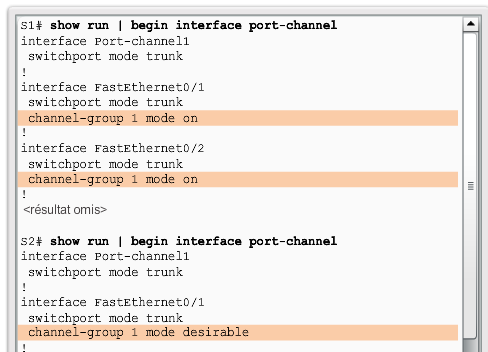 S1# show run | begin interface port-channel
interface Port-channel1
 switchport mode trunk
!
interface FastEthernet0/1
 switchport mode trunk
 channel-group 1 mode on
!
interface FastEthernet0/2
 switchport mode trunk
 channel-group 1 mode on
!
<résultat omis>
S2# show run | begin interface port-channel
interface Port-channel1
 switchport mode trunk
!
interface FastEthernet0/1
 switchport mode trunk
 channel-group 1 mode desirable
!